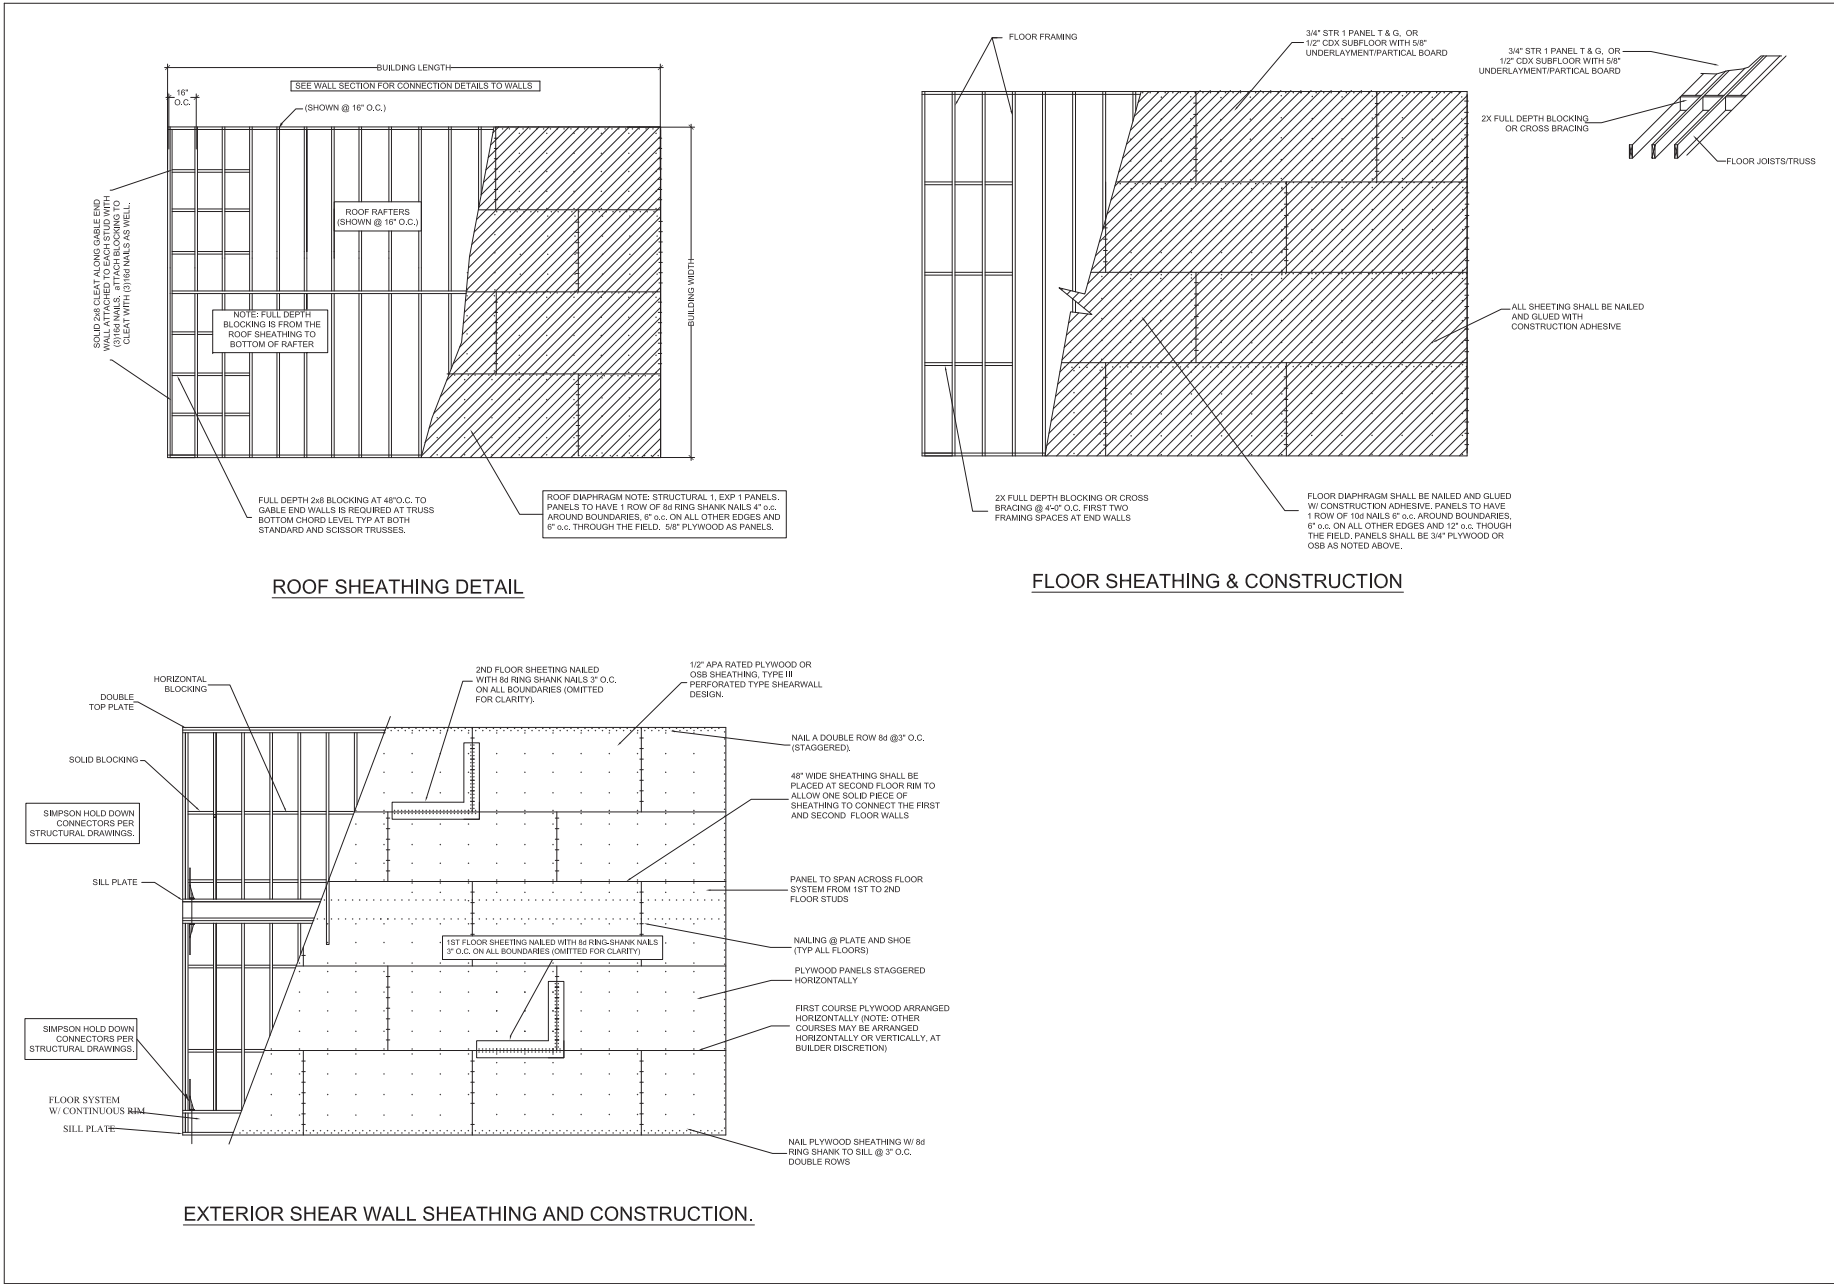 BUILDING LENGTH
SEE WALL SECTION FOR CONNECTION DETAILS TO WALLS
16"
O.C.
(SHOWN @ 16" O.C.)
SOLID 2x8 CLEAT ALONG GABLE END
WALL ATTACHED TO EACH STUD WITH
(3)16d NAILS. aTTACH BLOCKING TO
CLEAT WITH (3)16d NAILS AS WELL.
ROOF RAFTERS
(SHOWN @ 16" O.C.)
BUILDING WIDTH
NOTE: FULL DEPTH
BLOCKING IS FROM THE
ROOF SHEATHING TO
BOTTOM OF RAFTER
FULL DEPTH 2x8 BLOCKING AT 48"O.C. TO
GABLE END WALLS IS REQUIRED AT TRUSS
BOTTOM CHORD LEVEL TYP AT BOTH
STANDARD AND SCISSOR TRUSSES.
ROOF DIAPHRAGM NOTE: STRUCTURAL 1, EXP 1 PANELS.
PANELS TO HAVE 1 ROW OF 8d RING SHANK NAILS 4" o.c.
AROUND BOUNDARIES, 6" o.c. ON ALL OTHER EDGES AND
6" o.c. THROUGH THE FIELD. 5/8" PLYWOOD AS PANELS.
ROOF SHEATHING DETAIL
FLOOR FRAMING
3/4" STR 1 PANEL T & G, OR
1/2" CDX SUBFLOOR WITH 5/8"
UNDERLAYMENT/PARTICAL BOARD
3/4" STR 1 PANEL T & G, OR
1/2" CDX SUBFLOOR WITH 5/8"
UNDERLAYMENT/PARTICAL BOARD
2X FULL DEPTH BLOCKING
OR CROSS BRACING
FLOOR JOISTS/TRUSS
ALL SHEETING SHALL BE NAILED
AND GLUED WITH
CONSTRUCTION ADHESIVE
2X FULL DEPTH BLOCKING OR CROSS
BRACING @ 4'-0" O.C. FIRST TWO
FRAMING SPACES AT END WALLS
FLOOR DIAPHRAGM SHALL BE NAILED AND GLUED
W/ CONSTRUCTION ADHESIVE. PANELS TO HAVE
1 ROW OF 10d NAILS 6" o.c. AROUND BOUNDARIES,
6" o.c. ON ALL OTHER EDGES AND 12" o.c. THOUGH
THE FIELD. PANELS SHALL BE 3/4" PLYWOOD OR
OSB AS NOTED ABOVE.
FLOOR SHEATHING & CONSTRUCTION
HORIZONTAL
BLOCKING
DOUBLE
TOP PLATE
SOLID BLOCKING
SIMPSON HOLD DOWN
CONNECTORS PER
STRUCTURAL DRAWINGS.
SILL PLATE
SIMPSON HOLD DOWN
CONNECTORS PER
STRUCTURAL DRAWINGS.
FLOOR SYSTEM
W/ CONTINUOUS RIM
SILL PLATE
2ND FLOOR SHEETING NAILED
WITH 8d RING SHANK NAILS 3" O.C.
ON ALL BOUNDARIES (OMITTED
FOR CLARITY).
1/2" APA RATED PLYWOOD OR
OSB SHEATHING, TYPE III
PERFORATED TYPE SHEARWALL
DESIGN.
NAIL A DOUBLE ROW 8d @3" O.C.
(STAGGERED).
48" WIDE SHEATHING SHALL BE
PLACED AT SECOND FLOOR RIM TO
ALLOW ONE SOLID PIECE OF
SHEATHING TO CONNECT THE FIRST
AND SECOND FLOOR WALLS
PANEL TO SPAN ACROSS FLOOR
SYSTEM FROM 1ST TO 2ND
FLOOR STUDS
1ST FLOOR SHEETING NAILED WITH 8d RING-SHANK NAILS
3" O.C. ON ALL BOUNDARIES (OMITTED FOR CLARITY)
NAILING @ PLATE AND SHOE
(TYP ALL FLOORS)
PLYWOOD PANELS STAGGERED
HORIZONTALLY
FIRST COURSE PLYWOOD ARRANGED
HORIZONTALLY (NOTE: OTHER
COURSES MAY BE ARRANGED
HORIZONTALLY OR VERTICALLY, AT
BUILDER DISCRETION)
NAIL PLYWOOD SHEATHING W/ 8d
RING SHANK TO SILL @ 3" O.C.
DOUBLE ROWS
EXTERIOR SHEAR WALL SHEATHING AND CONSTRUCTION.